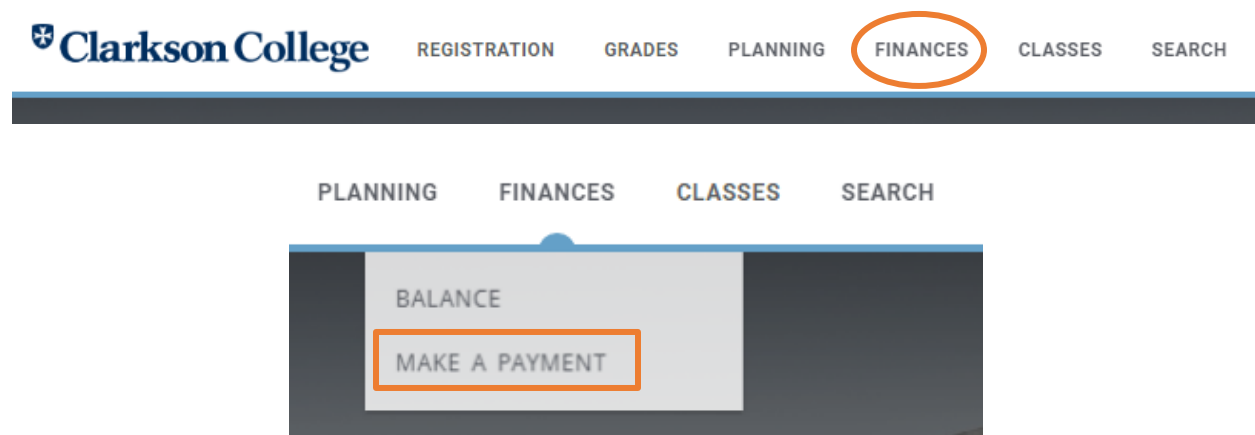 Clarkson College REGISTRATION GRADES PLANNING FINANCES CLASSES SEARCH
PLANNING FINANCES CLASSES SEARCH
BALANCE
MAKE A PAYMENT